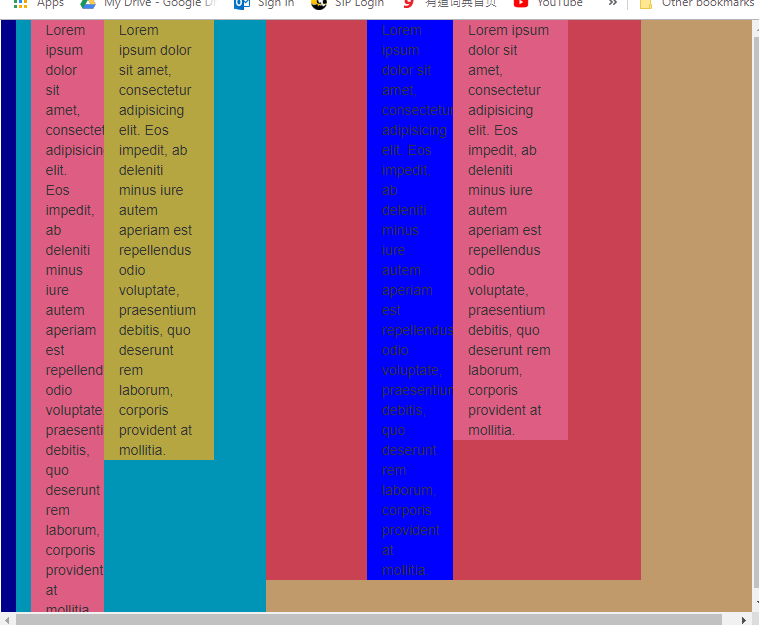 Apps
My Drive - Google Dr
Sign In
SIP Login
有道词典首页
YouTube
»
Other bookmarks
Lorem
ipsum
dolor
sit
amet,
consectet
adipisicin
elit.
Eos
impedit,
ab
deleniti
minus
iure
autem
aperiam
est
repellend
odio
voluptate
praesenti
debitis,
quo
deserunt
rem
laborum,
corporis
provident
at
mollitia
Lorem
ipsum dolor
sit amet,
consectetur
adipisicing
elit. Eos
impedit, ab
deleniti
minus iure
autem
aperiam est
repellendus
odio
voluptate,
praesentium
debitis, quo
deserunt
rem
laborum,
corporis
provident at
mollitia.
Lorem
ipsum
dolor sit
amet,
consectetur
adipisicing
elit. Eos
impedit,
ab
deleniti
minus
iure
autem
aperiam
est
repellendus
odio
voluptate,
praesentium
debitis,
quo
deserunt
rem
laborum,
corporis
provident
at
mollitia.
Lorem ipsum
dolor sit
amet,
consectetur
adipisicing
elit. Eos
impedit, ab
deleniti
minus iure
autem
aperiam est
repellendus
odio
voluptate,
praesentium
debitis, quo
deserunt rem
laborum,
corporis
provident at
mollitia.